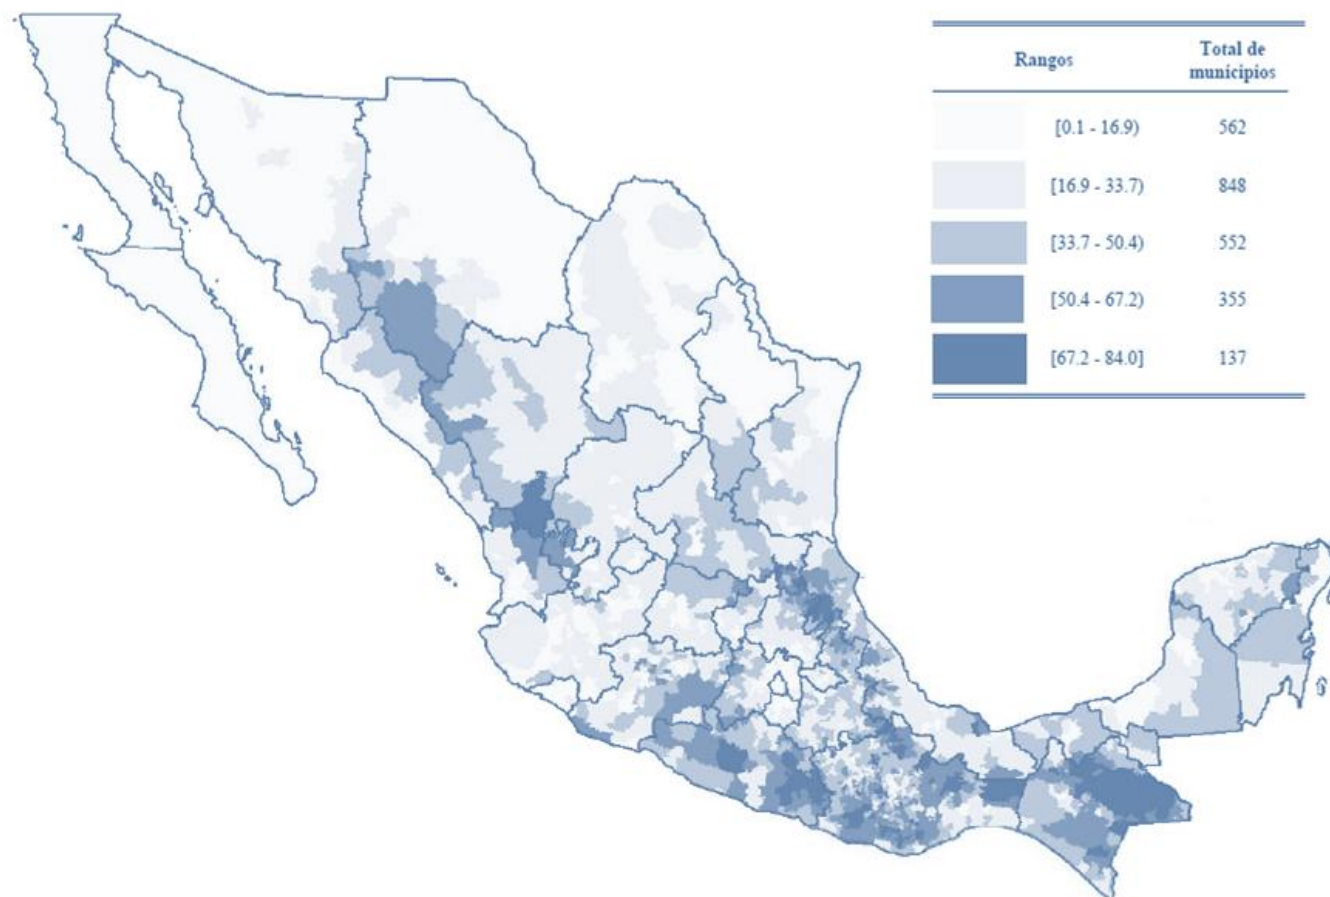 Rangos Total de
municipios
[0.1 - 16.9) 562
[16.9 - 33.7) 848
[33.7 - 50.4) 552
[50.4 - 67.2) 355
[67.2 - 84.0] 137